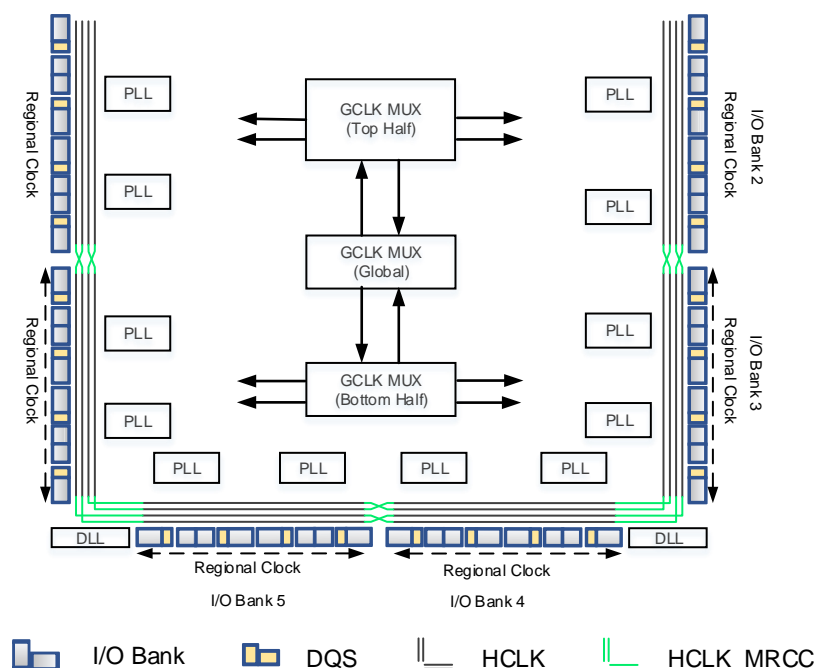 PLL
GCLK MUX
(Top Half)
PLL
Regional Clock
Regional Clock
I/O Bank 2
PLL
PLL
GCLK MUX
(Global)
PLL
PLL
Regional Clock
Regional Clock
I/O Bank 3
GCLK MUX
(Bottom Half)
PLL
PLL
PLL
PLL
PLL
PLL
DLL
DLL
Regional Clock
Regional Clock
I/O Bank 5
I/O Bank 4
I/O Bank
DQS
HCLK
HCLK MRCC